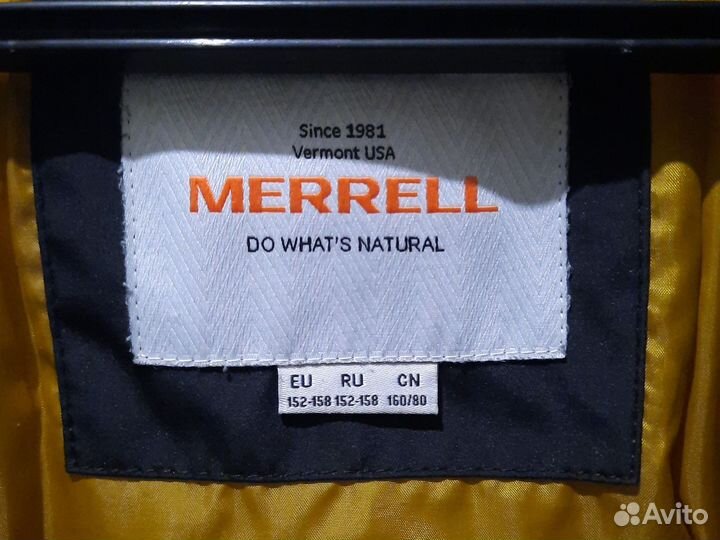 Since 1981
Vermont USA
MERRELL
DO WHAT'S NATURAL
EU RU CN
152-158 152-158 160/80
Avito